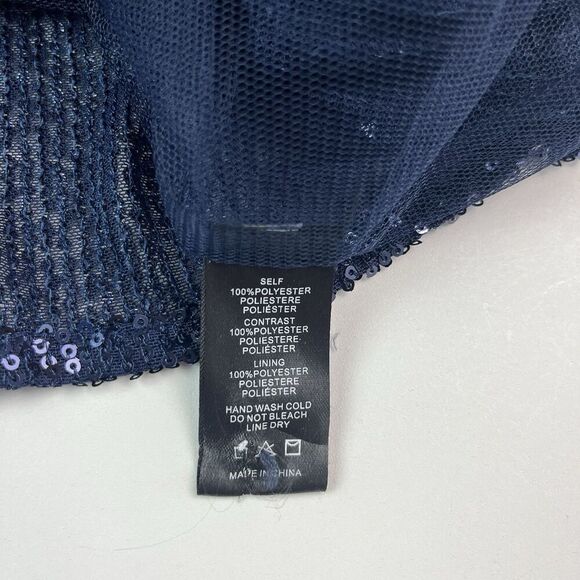 SELF
100%POLYESTER
POLIESTERE
POLIÉSTER
CONTRAST
100%POLYESTER
POLIESTERE
POLIÉSTER
LINING
100%POLYESTER
POLIESTERE
POLIÉSTER
HAND WASH COLD
DO NOT BLEACH
LINE DRY
MADE IN CHINA